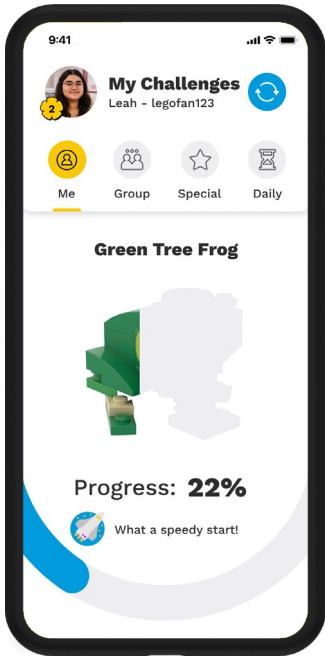 9:41
My Challenges
Leah - legofan123
2
Me Group Special Daily
Green Tree Frog
Progress: 22%
What a speedy start!